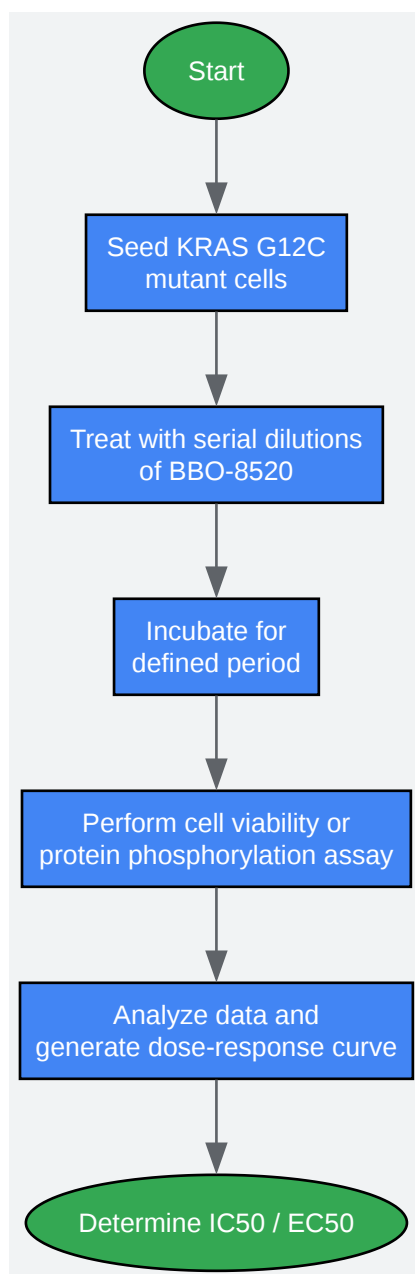 Start
Seed KRAS G12C
mutant cells
Treat with serial dilutions
of BBO-8520
Incubate for
defined period
Perform cell viability or
protein phosphorylation assay
Analyze data and
generate dose-response curve
Determine IC50 / EC50